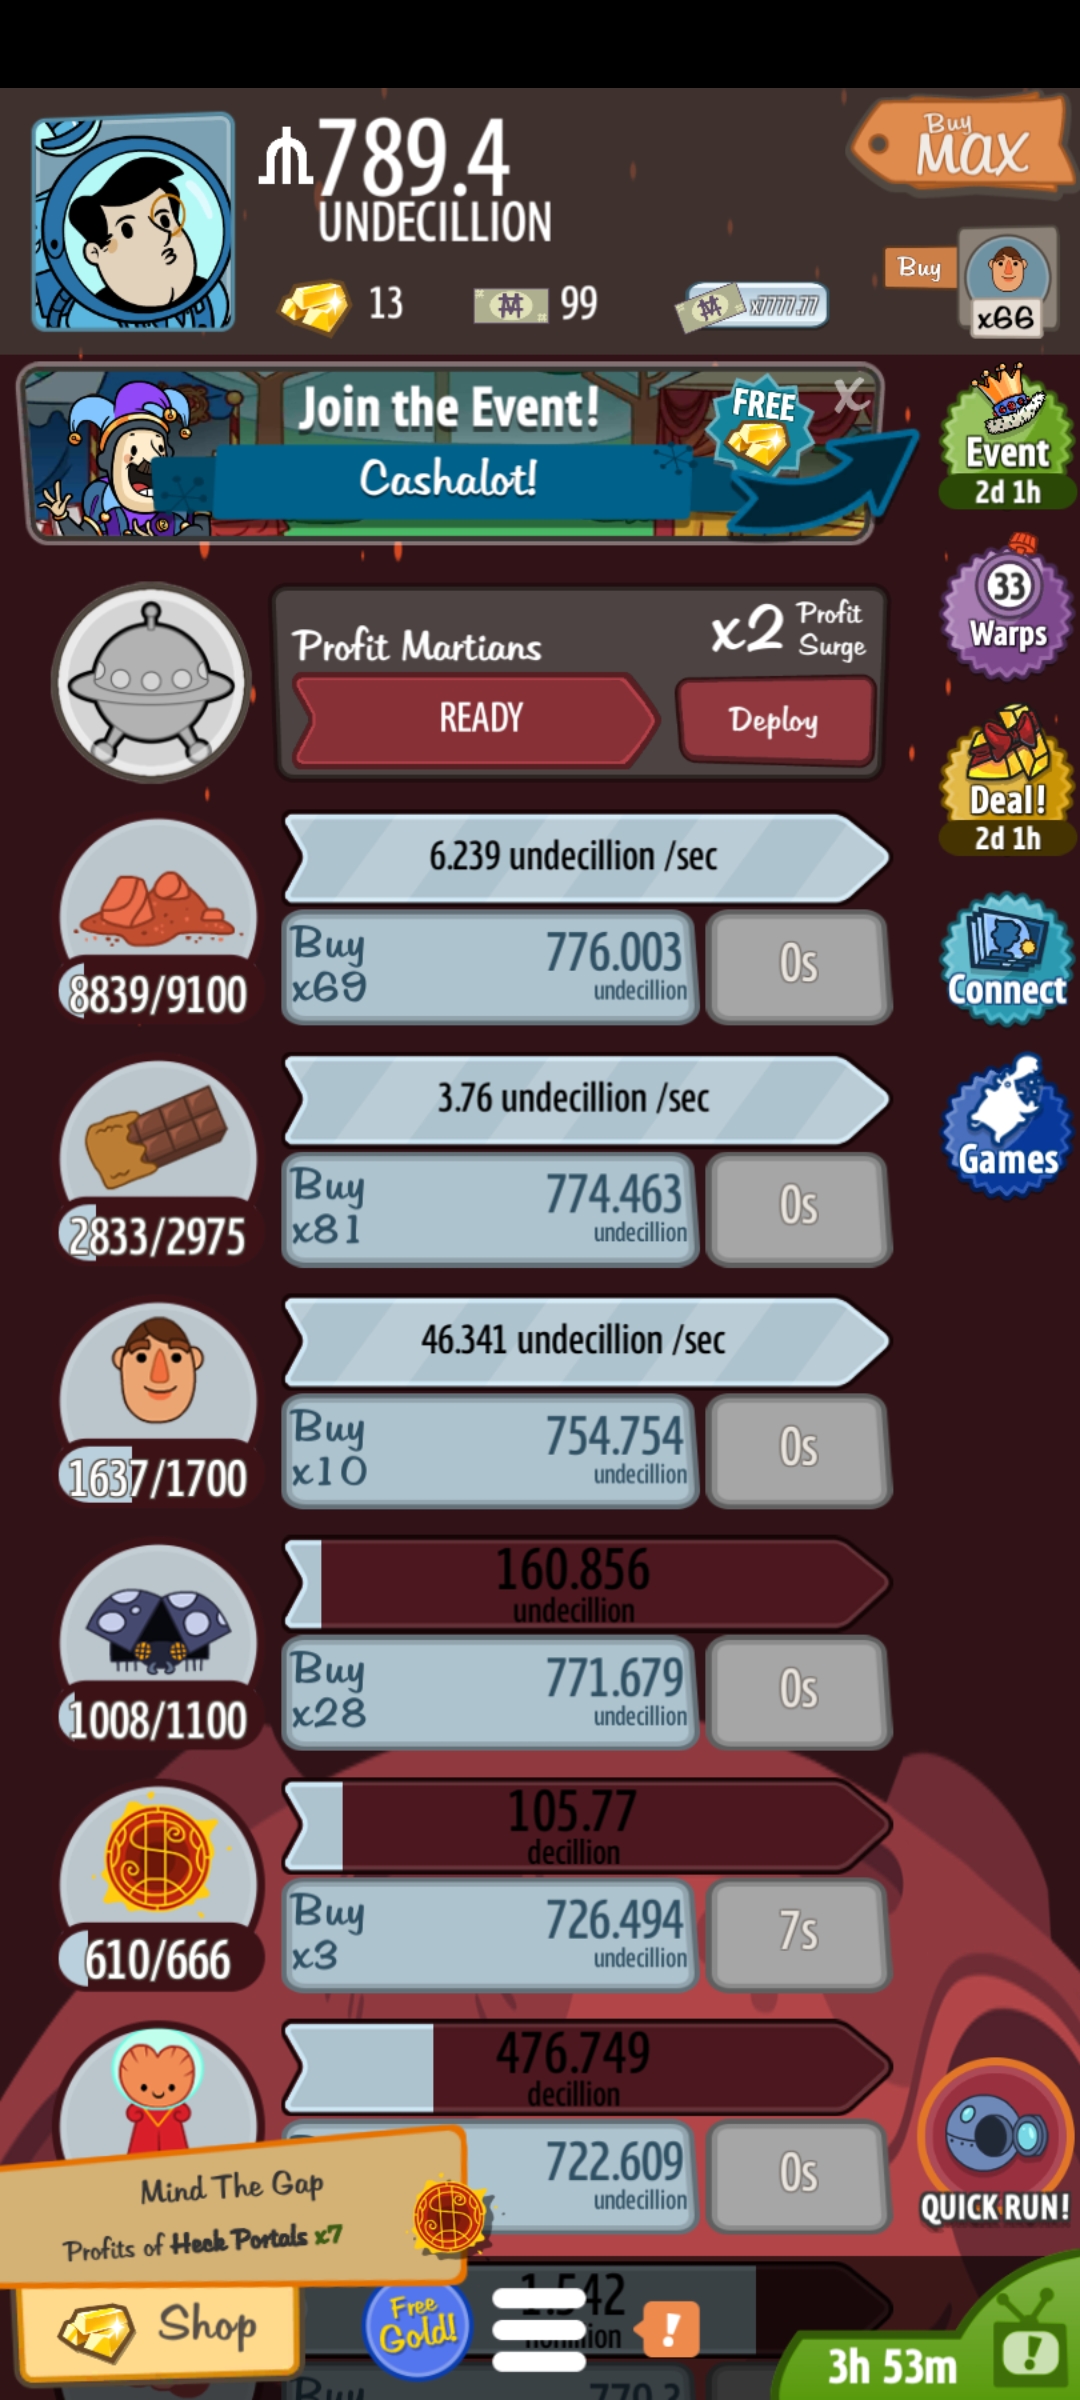 789.4
UNDECILLION
Buy
MAX
13
99
x7777.77
Buy
x66
Join the Event!
Cashalot!
FREE
X
Event
2d 1h
33
Warps
Profit Martians
x2 Profit
Surge
READY
Deploy
Deal!
2d 1h
6.239 undecillion /sec
Buy
x69
776.003
undecillion
0s
8839/9100
Connect
3.76 undecillion /sec
Buy
x81
774.463
undecillion
0s
2833/2975
Games
46.341 undecillion /sec
Buy
x10
754.754
undecillion
0s
1637/1700
160.856
undecillion
Buy
x28
771.679
undecillion
0s
1008/1100
105.77
decillion
Buy
x3
726.494
undecillion
7s
610/666
476.749
decillion
722.609
undecillion
0s
Mind The Gap
Profits of Heck Portals x7
QUICK RUN!
Shop
Free
Gold!
!
3h 53m
!
Buy